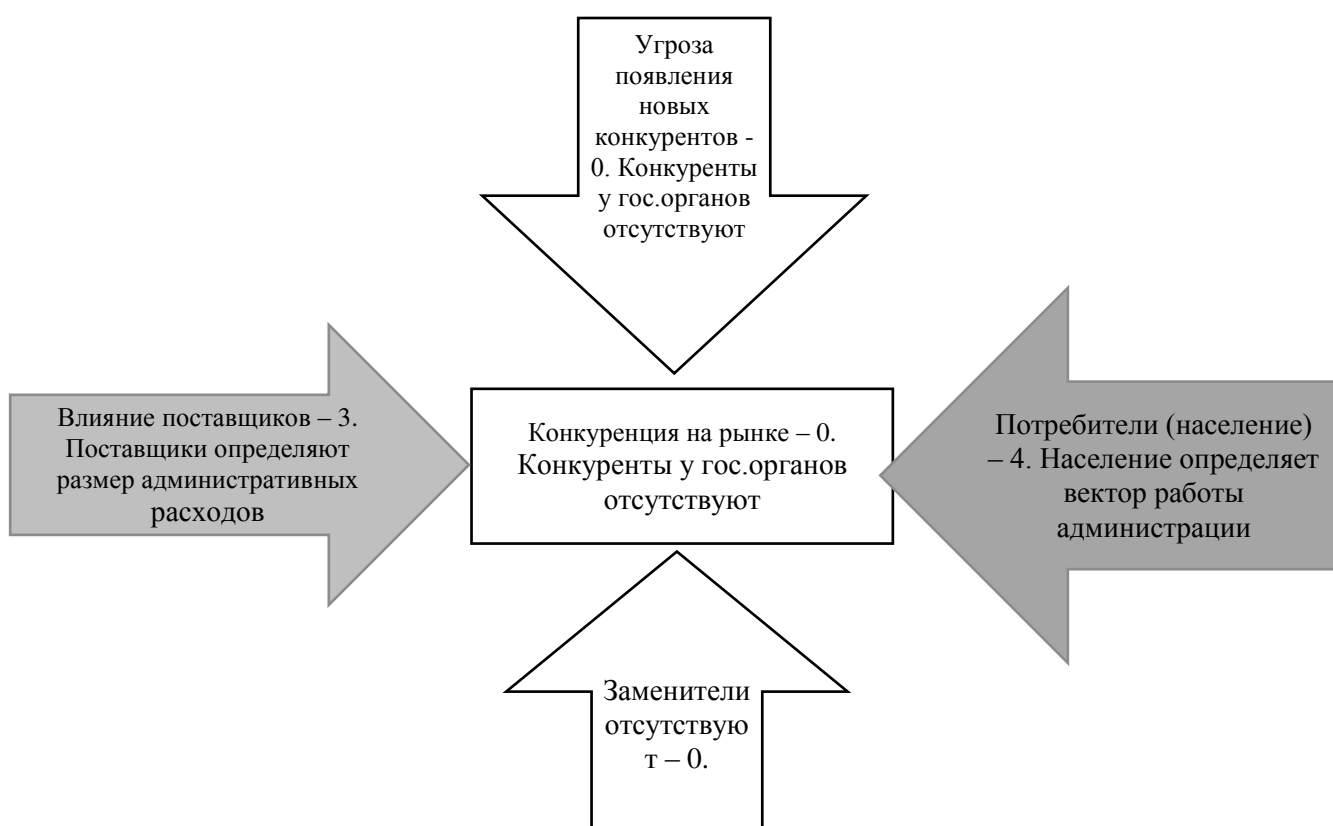 Угроза
появления
новых
конкурентов -
0. Конкуренты
у гос.органов
отсутствуют
Влияние поставщиков – 3.
Поставщики определяют
размер административных
расходов
Конкуренция на рынке – 0.
Конкуренты у гос.органов
отсутствуют
Потребители (население)
– 4. Население определяет
вектор работы
администрации
Заменители
отсутствую
т – 0.